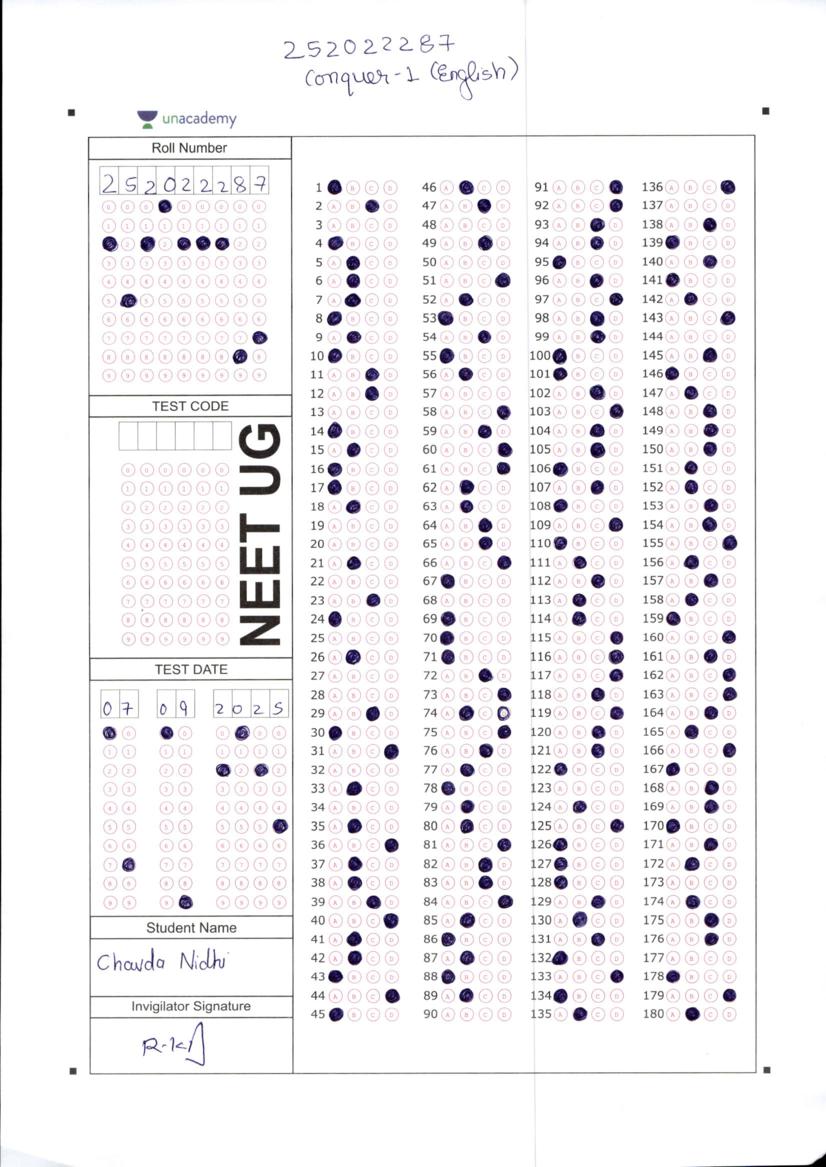 252022287
Conquer-1 (English)
unacademy
Roll Number
2 5 2 0 2 2 2 8 7
TEST CODE
NEET UG
TEST DATE
0 7 0 9 2 0 2 5
Student Name
Chavda Nidhi
Invigilator Signature
1 46 91 136
2 47 92 137
3 48 93 138
4 49 94 139
5 50 95 140
6 51 96 141
7 52 97 142
8 53 98 143
9 54 99 144
10 55 100 145
11 56 101 146
12 57 102 147
13 58 103 148
14 59 104 149
15 60 105 150
16 61 106 151
17 62 107 152
18 63 108 153
19 64 109 154
20 65 110 155
21 66 111 156
22 67 112 157
23 68 113 158
24 69 114 159
25 70 115 160
26 71 116 161
27 72 117 162
28 73 118 163
29 74 119 164
30 75 120 165
31 76 121 166
32 77 122 167
33 78 123 168
34 79 124 169
35 80 125 170
36 81 126 171
37 82 127 172
38 83 128 173
39 84 129 174
40 85 130 175
41 86 131 176
42 87 132 177
43 88 133 178
44 89 134 179
45 90 135 180